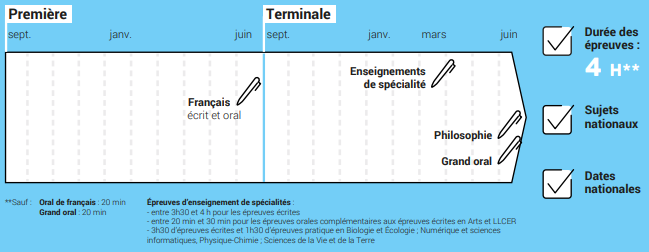 Première
Terminale
sept. janv. juin sept. janv. mars juin
Français
écrit et oral
Enseignements
de spécialité
Philosophie
Grand oral
Durée des
épreuves :
4 H**
Sujets
nationaux
Dates
nationales
**Sauf : Oral de français : 20 min
Grand oral : 20 min
Épreuves d'enseignement de spécialités :
- entre 3h30 et 4 h pour les épreuves écrites
- entre 20 min et 30 min pour les épreuves orales complémentaires aux épreuves écrites en Arts et LLCER
- 3h30 d'épreuves écrites et 1h30 d'épreuves pratique en Biologie et Écologie ; Numérique et sciences
informatiques, Physique-Chimie ; Sciences de la Vie et de la Terre